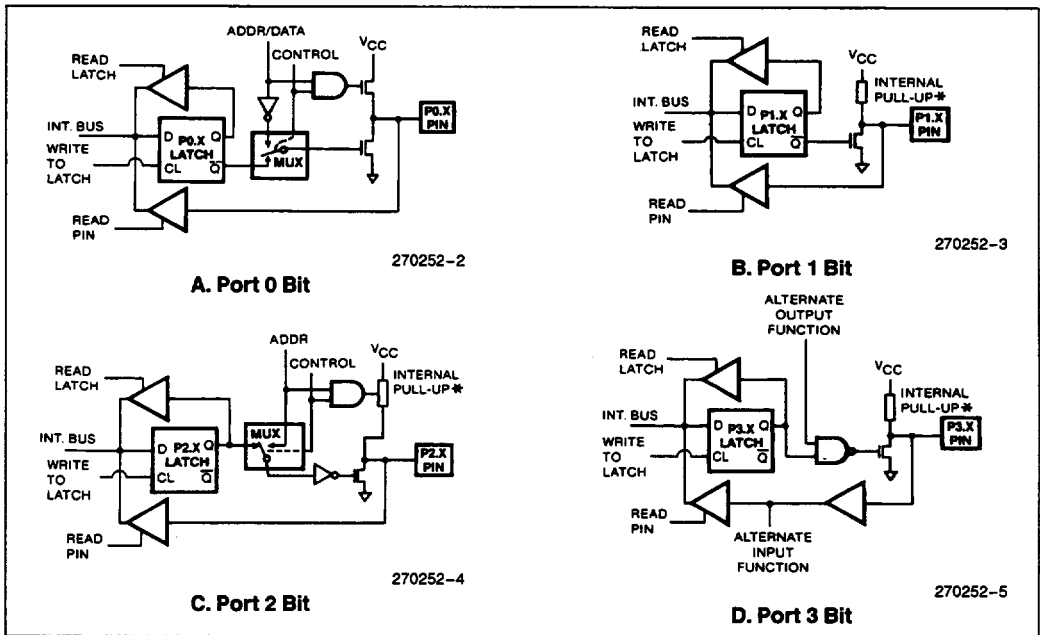 ADDR/DATA
CONTROL
VCC
READ
LATCH
INT. BUS
WRITE
TO
LATCH
D
Q
P0.X
LATCH
CL
Q
MUX
P0.X
PIN
READ
PIN
270252-2
A. Port 0 Bit
READ
LATCH
VCC
INTERNAL
PULL-UP*
INT. BUS
WRITE
TO
LATCH
D
Q
P1.X
LATCH
CL
Q
P1.X
PIN
READ
PIN
270252-3
B. Port 1 Bit
ADDR
CONTROL
VCC
INTERNAL
PULL-UP*
READ
LATCH
INT. BUS
WRITE
TO
LATCH
D
Q
P2.X
LATCH
CL
Q
MUX
P2.X
PIN
READ
PIN
270252-4
C. Port 2 Bit
ALTERNATE
OUTPUT
FUNCTION
READ
LATCH
VCC
INTERNAL
PULL-UP*
INT. BUS
WRITE
TO
LATCH
D
Q
P3.X
LATCH
CL
Q
P3.X
PIN
READ
PIN
ALTERNATE
INPUT
FUNCTION
270252-5
D. Port 3 Bit